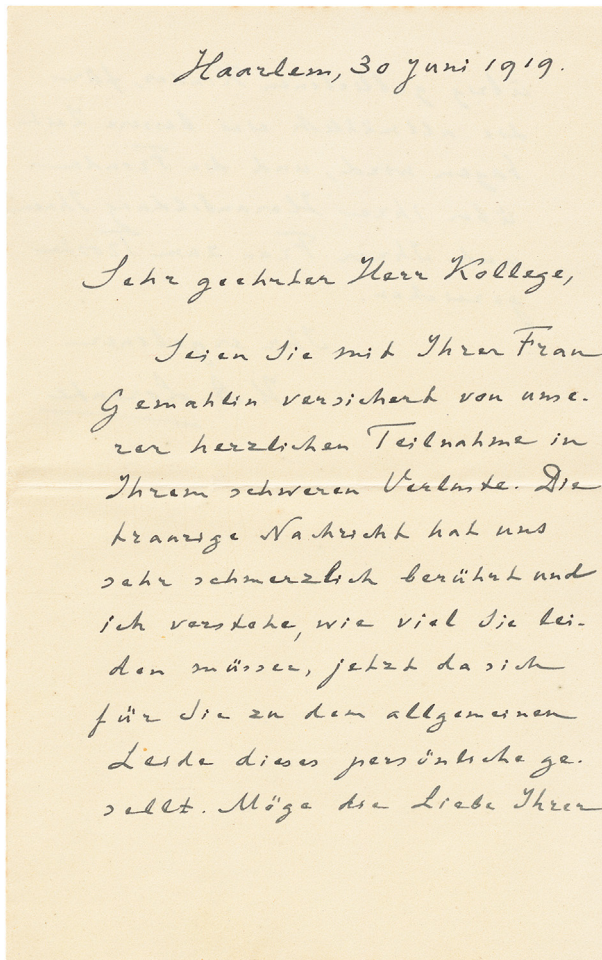 Haarlem, 30 Juni 1919.
Sehr geehrter Herr Kollege,
Seien Sie mit Ihrer Frau
Gemahlin versichert von unse-
rer herzlichen Teilnahme in
Ihrem schweren Verluste. Die
traurige Nachricht hat uns
sehr schmerzlich berührt und
ich verstehe, wie viel Sie lei-
den müssen, jetzt da sich
für Sie zu dem allgemeinen
Leide dieses persönliche ge-
sellt. Möge die Liebe Ihrer